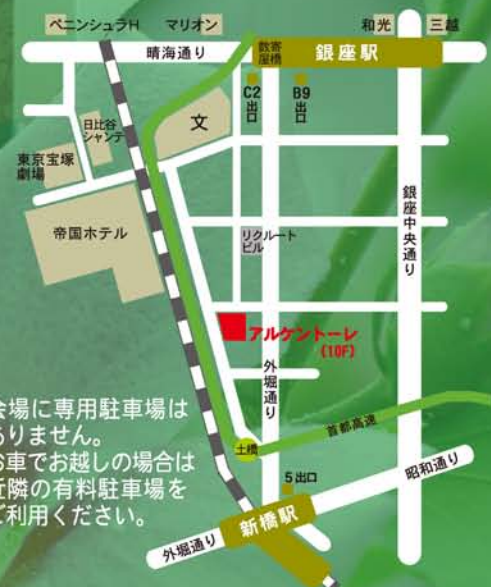 ペニンシュラH
マリオン
和光
三越
晴海通り
数寄
屋橋
銀座駅
C2
出口
B9
出口
日比谷
シャンテ
文
東京宝塚
劇場
帝国ホテル
リクルート
ビル
銀座中央通り
アルケントーレ
(10F)
外堀通り
会場に専用駐車場は
ありません。
お車でお越しの場合は
近隣の有料駐車場を
ご利用ください。
土橋
首都高速
5出口
昭和通り
新橋駅
外堀通り